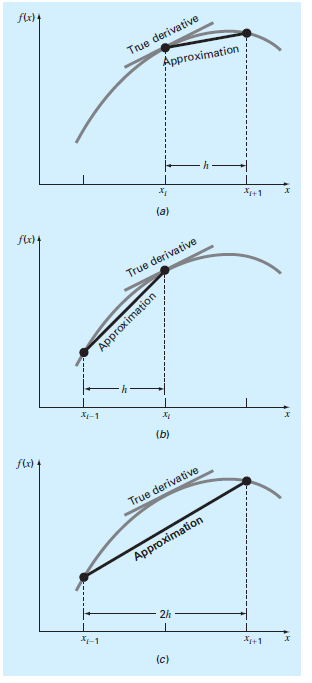 f(x)
True derivative
Approximation
h
xi
xi+1
x
(a)
f(x)
True derivative
Approximation
h
xi−1
xi
x
(b)
f(x)
True derivative
Approximation
2h
xi−1
xi+1
x
(c)